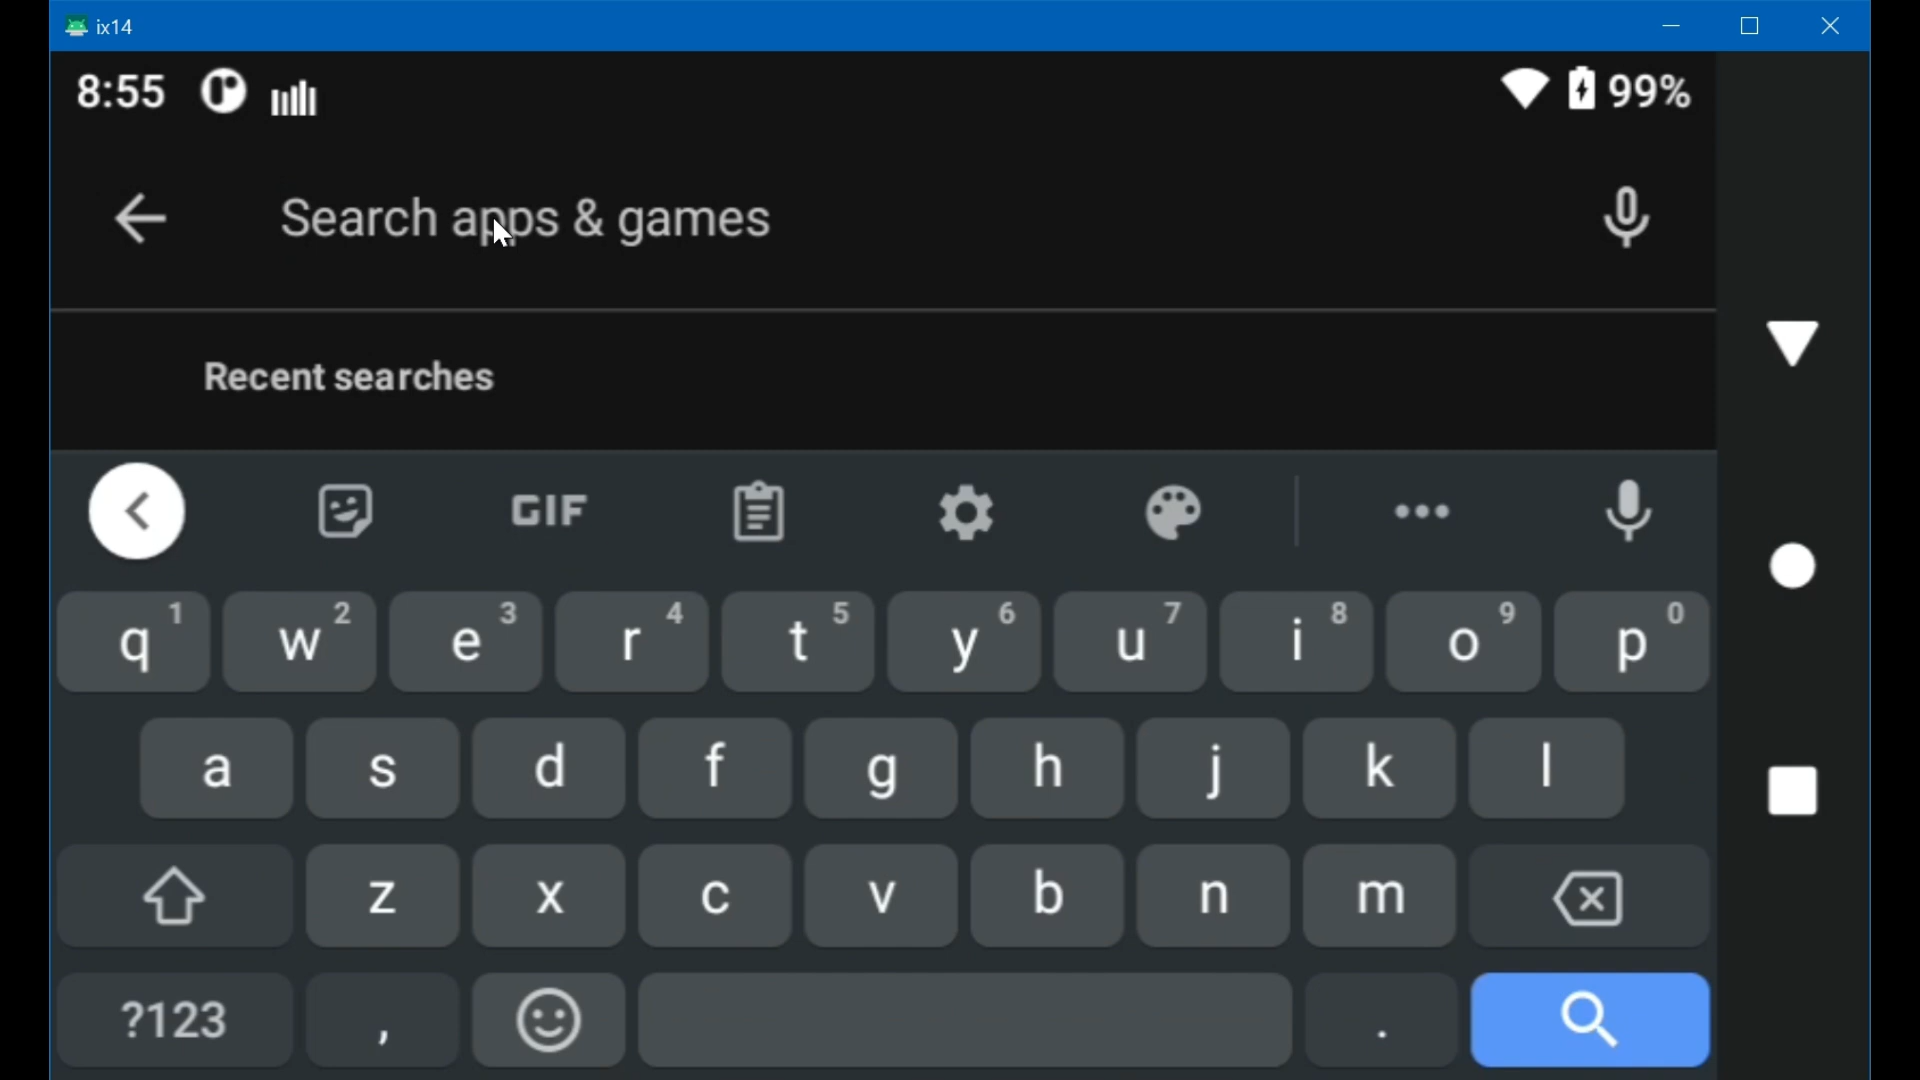 ix14
8:55 99%
Search apps & games
Recent searches
GIF
q 1 w 2 e 3 r 4 t 5 y 6 u 7 i 8 o 9 p 0
a s d f g h j k l
z x c v b n m
?123 , .